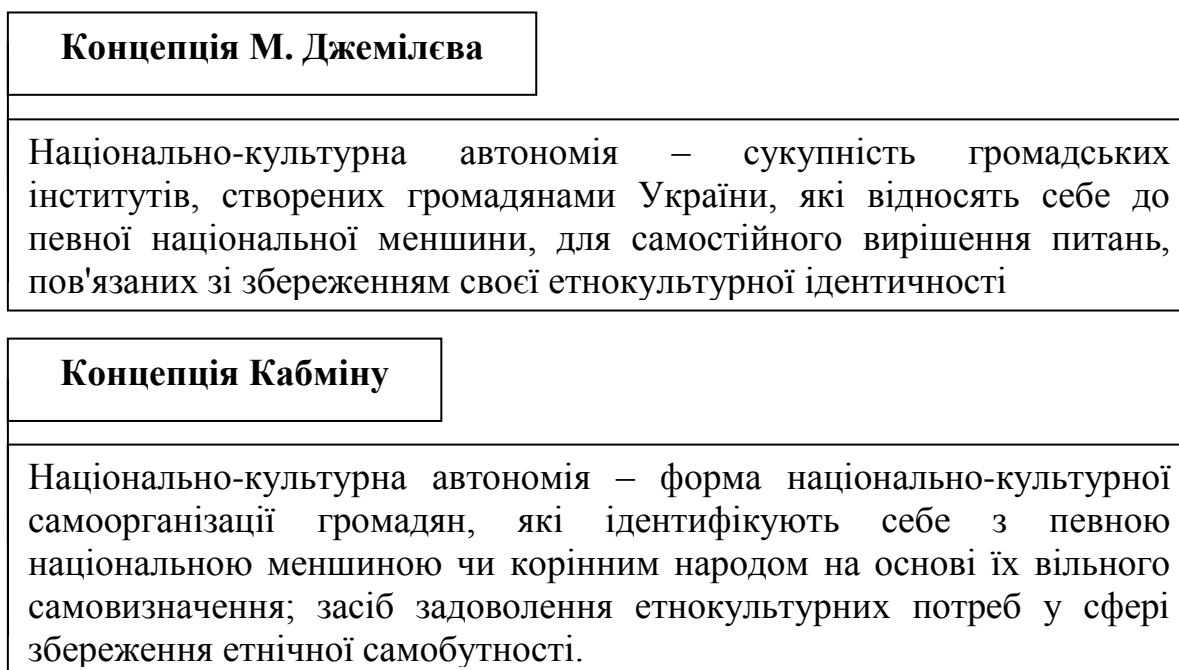 Концепція М. Джемілєва
Національно-культурна автономія – сукупність громадських
інститутів, створених громадянами України, які відносять себе до
певної національної меншини, для самостійного вирішення питань,
пов'язаних зі збереженням своєї етнокультурної ідентичності
Концепція Кабміну
Національно-культурна автономія – форма національно-культурної
самоорганізації громадян, які ідентифікують себе з певною
національною меншиною чи корінним народом на основі їх вільного
самовизначення; засіб задоволення етнокультурних потреб у сфері
збереження етнічної самобутності.